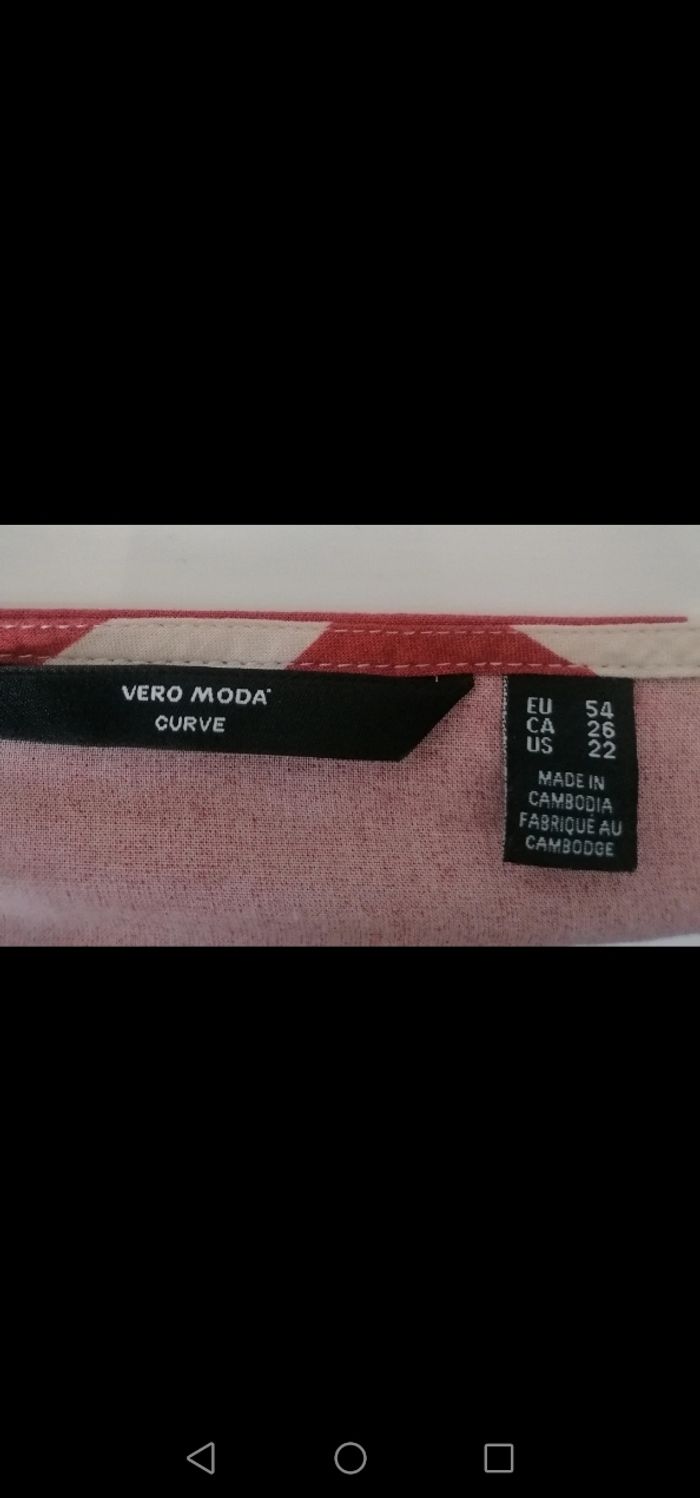 VERO MODA
CURVE
EU 54
CA 26
US 22
MADE IN
CAMBODIA
FABRIQUÉ AU
CAMBODGE